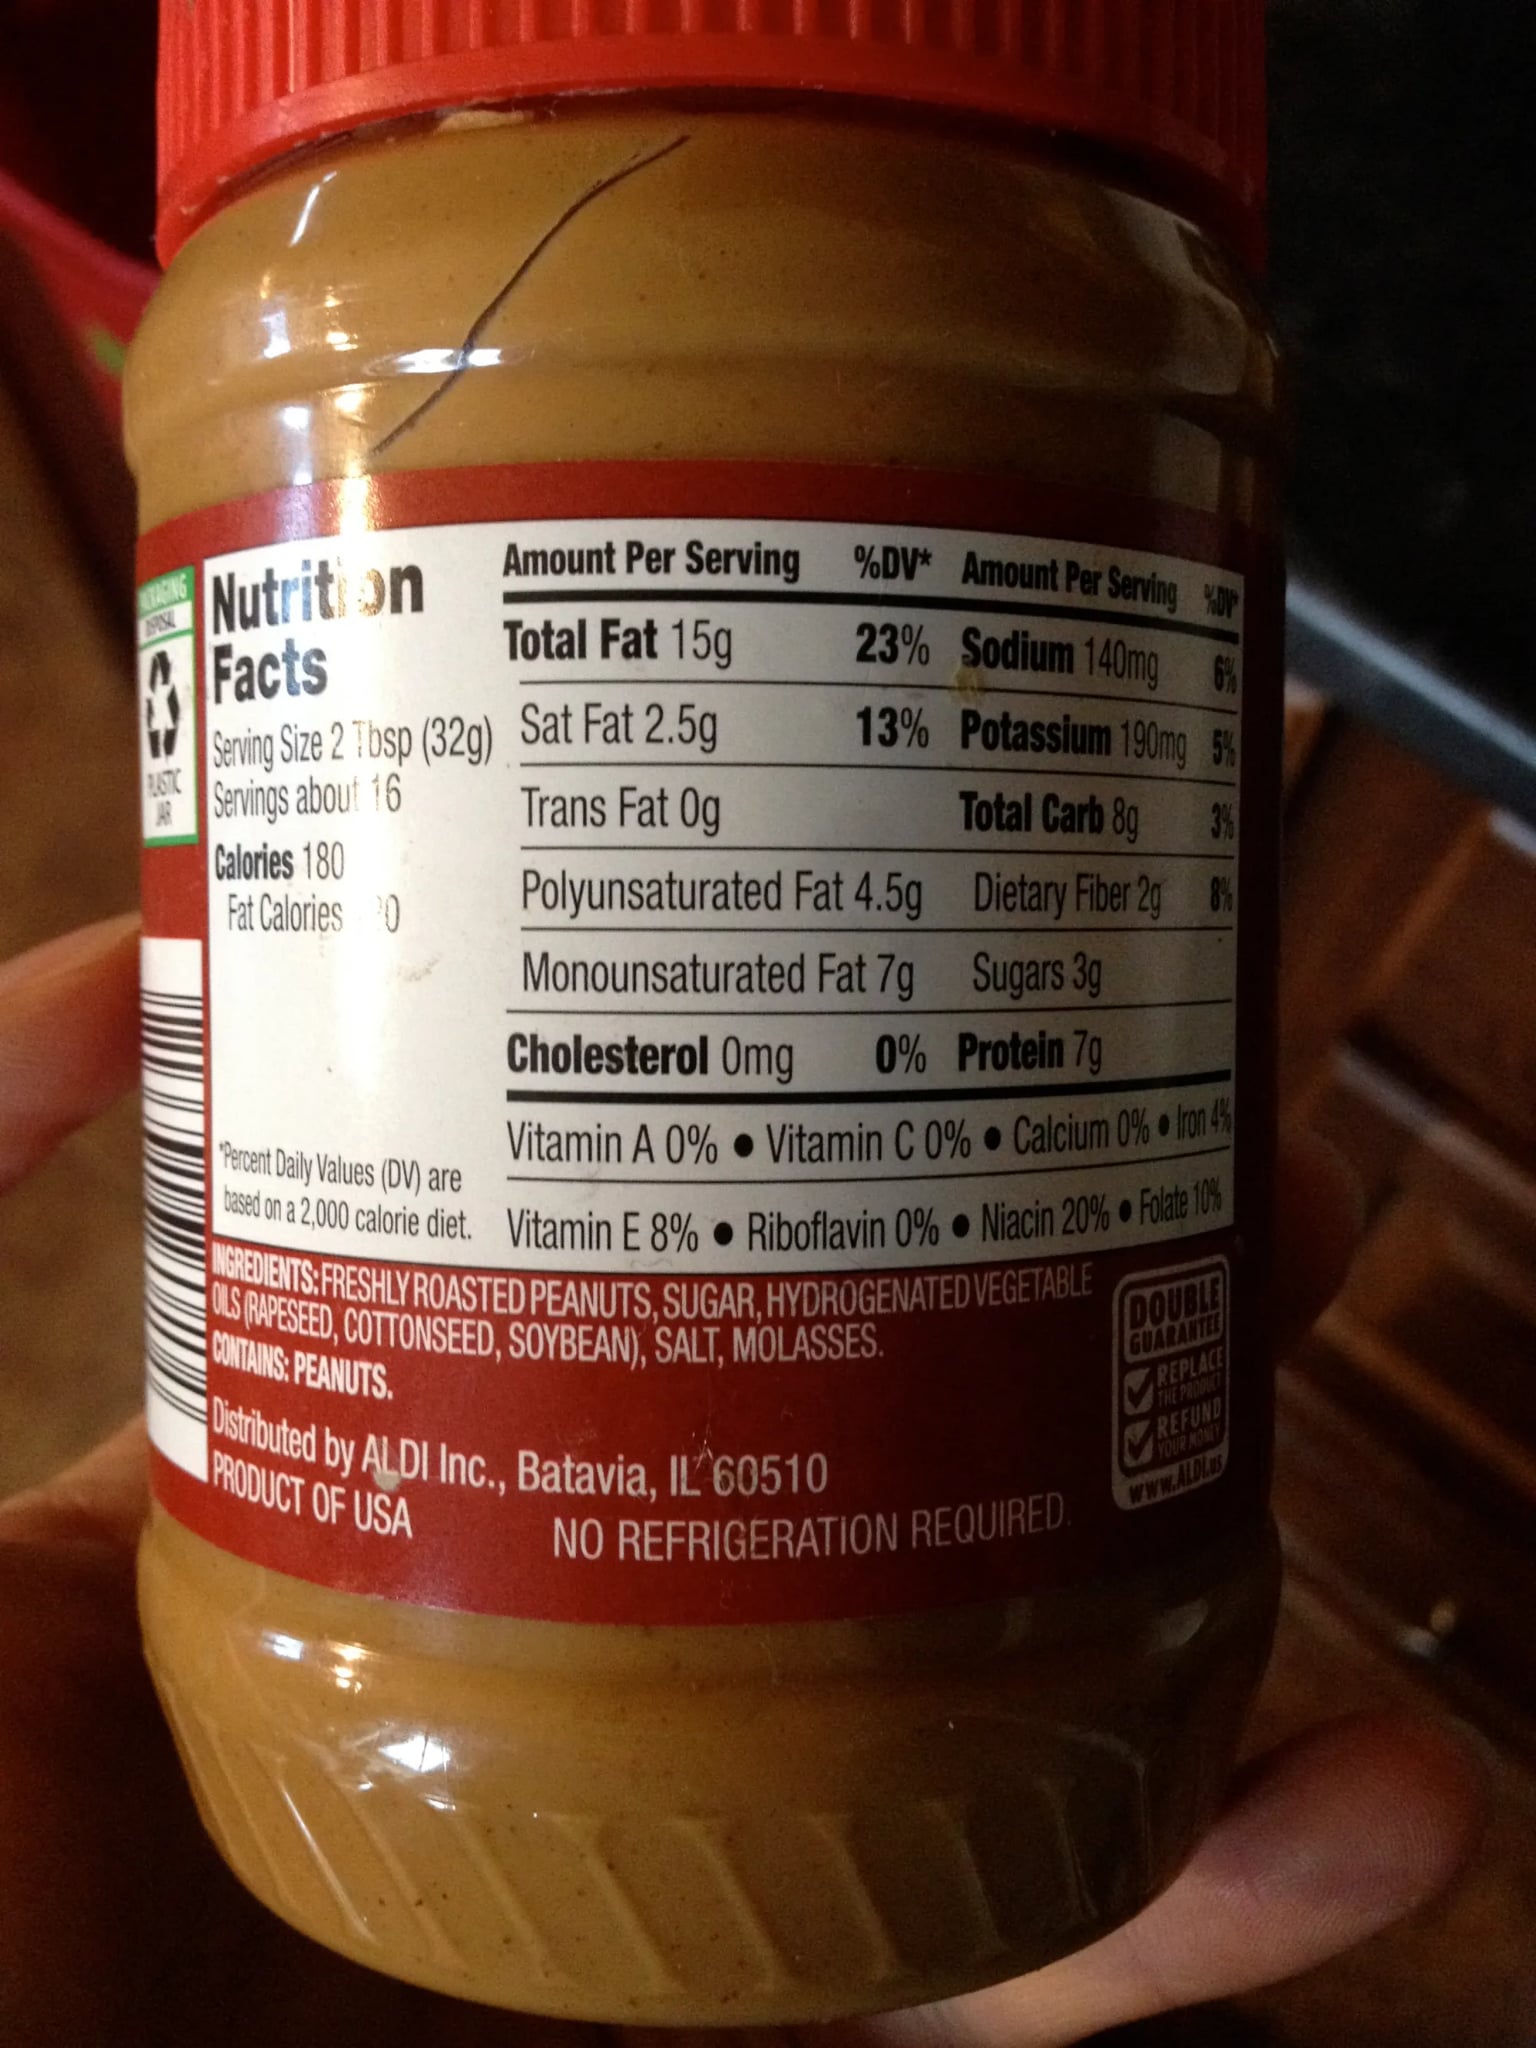 PACKAGING
DISPOSAL
PLASTIC
JAR
Nutrition
Facts
Serving Size 2 Tbsp (32g)
Servings about 16
Calories 180
Fat Calories
*Percent Daily Values (DV) are
based on a 2,000 calorie diet.
Amount Per Serving %DV* Amount Per Serving %DV*
Total Fat 15g 23% Sodium 140mg 6%
Sat Fat 2.5g 13% Potassium 190mg 5%
Trans Fat 0g Total Carb 8g 3%
Polyunsaturated Fat 4.5g Dietary Fiber 2g 8%
Monounsaturated Fat 7g Sugars 3g
Cholesterol 0mg 0% Protein 7g
Vitamin A 0% ● Vitamin C 0% ● Calcium 0% ● Iron 4%
Vitamin E 8% ● Riboflavin 0% ● Niacin 20% ● Folate 10%
INGREDIENTS: FRESHLY ROASTED PEANUTS, SUGAR, HYDROGENATED VEGETABLE
OILS (RAPESEED, COTTONSEED, SOYBEAN), SALT, MOLASSES.
CONTAINS: PEANUTS.
Distributed by ALDI Inc., Batavia, IL 60510
PRODUCT OF USA
NO REFRIGERATION REQUIRED.
DOUBLE
GUARANTEE
REPLACE
THE PRODUCT
REFUND
YOUR MONEY
www.ALDI.us